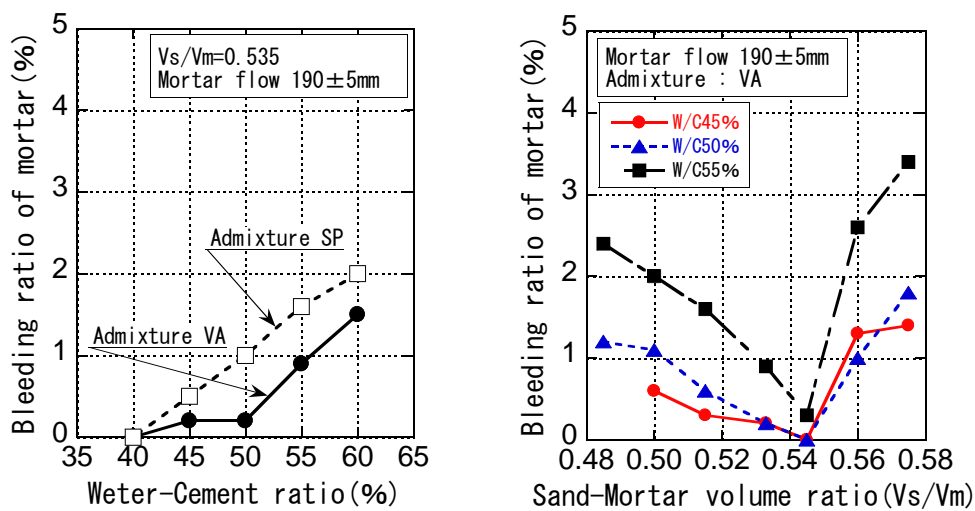 Bleeding ratio of mortar(%)
5
4
3
2
1
0
Vs/Vm=0.535
Mortar flow 190±5mm
Admixture SP
Admixture VA
35 40 45 50 55 60 65
Weter-Cement ratio(%)
Bleeding ratio of mortar(%)
5
4
3
2
1
0
Mortar flow 190±5mm
Admixture : VA
W/C45%
W/C50%
W/C55%
0.48 0.50 0.52 0.54 0.56 0.58
Sand-Mortar volume ratio(Vs/Vm)